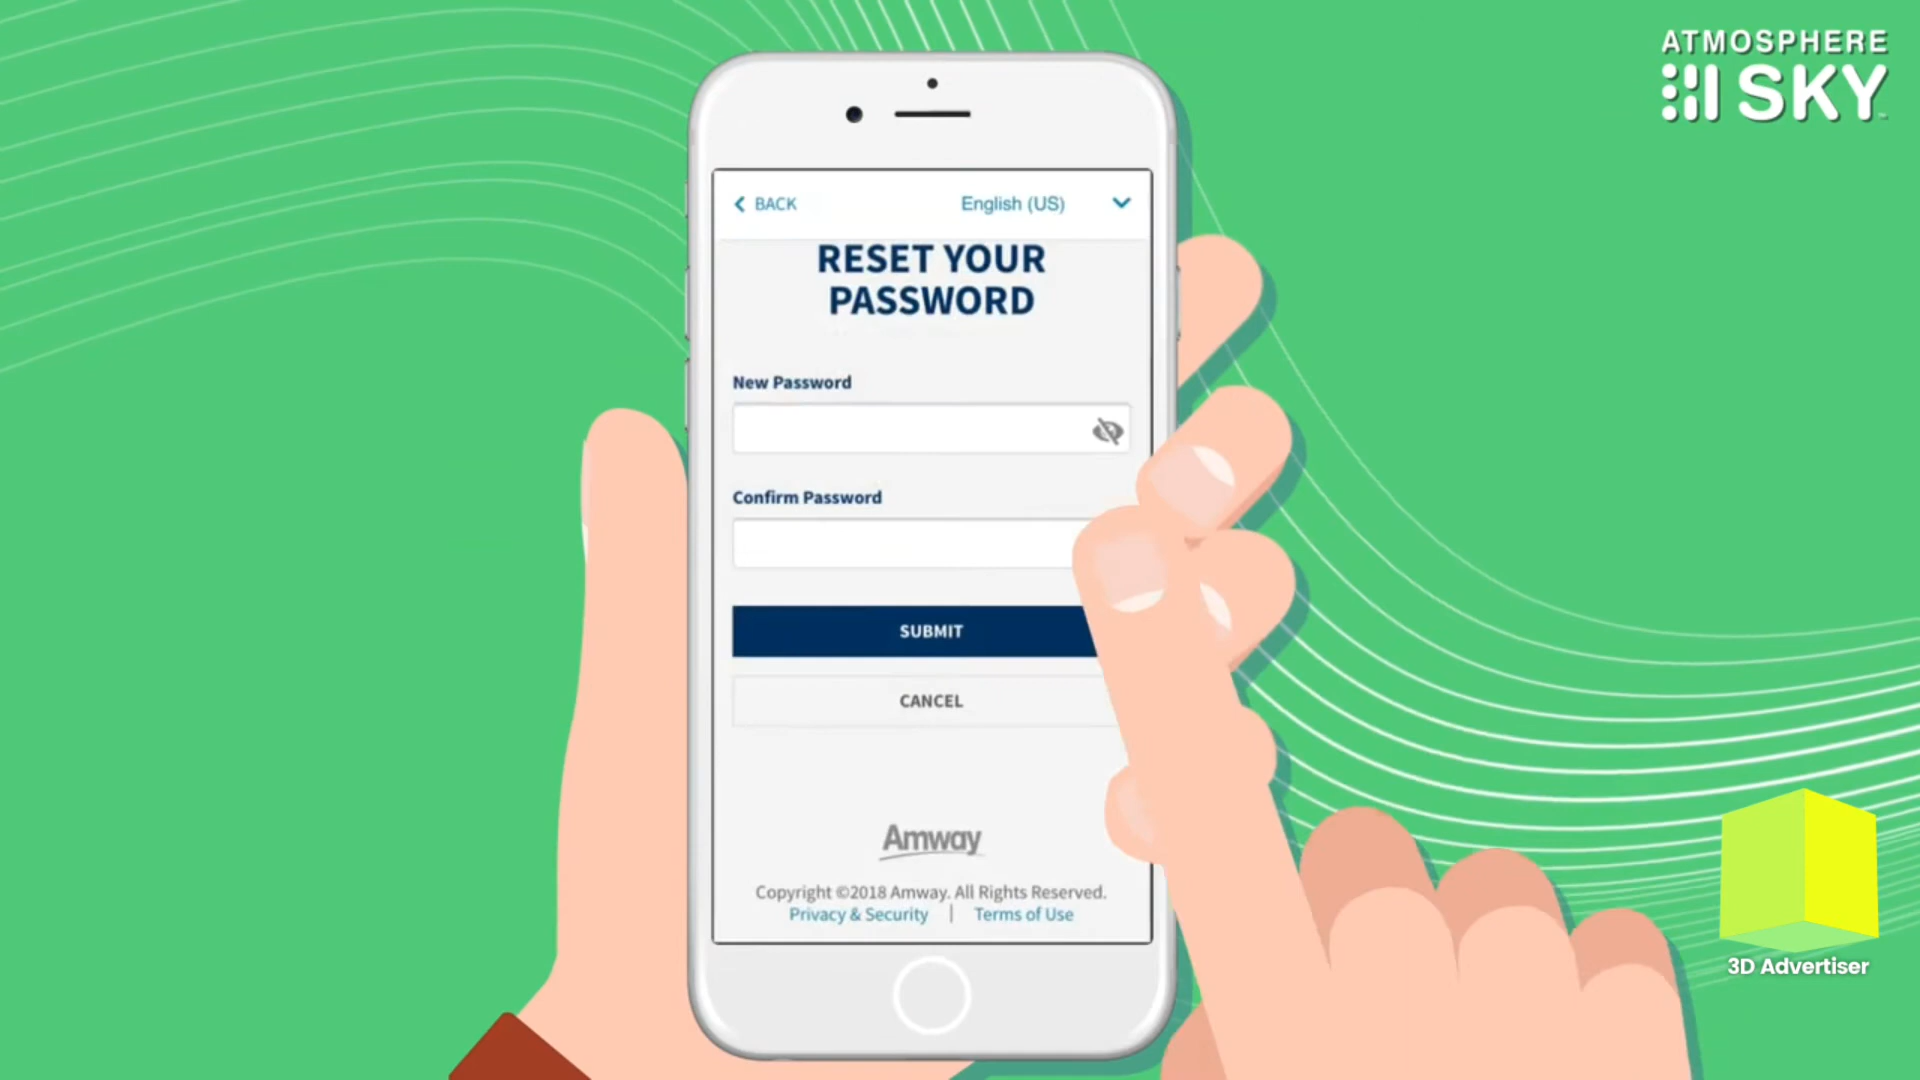 ATMOSPHERE
SKY
BACK
English (US)
RESET YOUR
PASSWORD
New Password
Confirm Password
SUBMIT
CANCEL
Amway
Copyright ©2018 Amway. All Rights Reserved.
Privacy & Security | Terms of Use
3D Advertiser